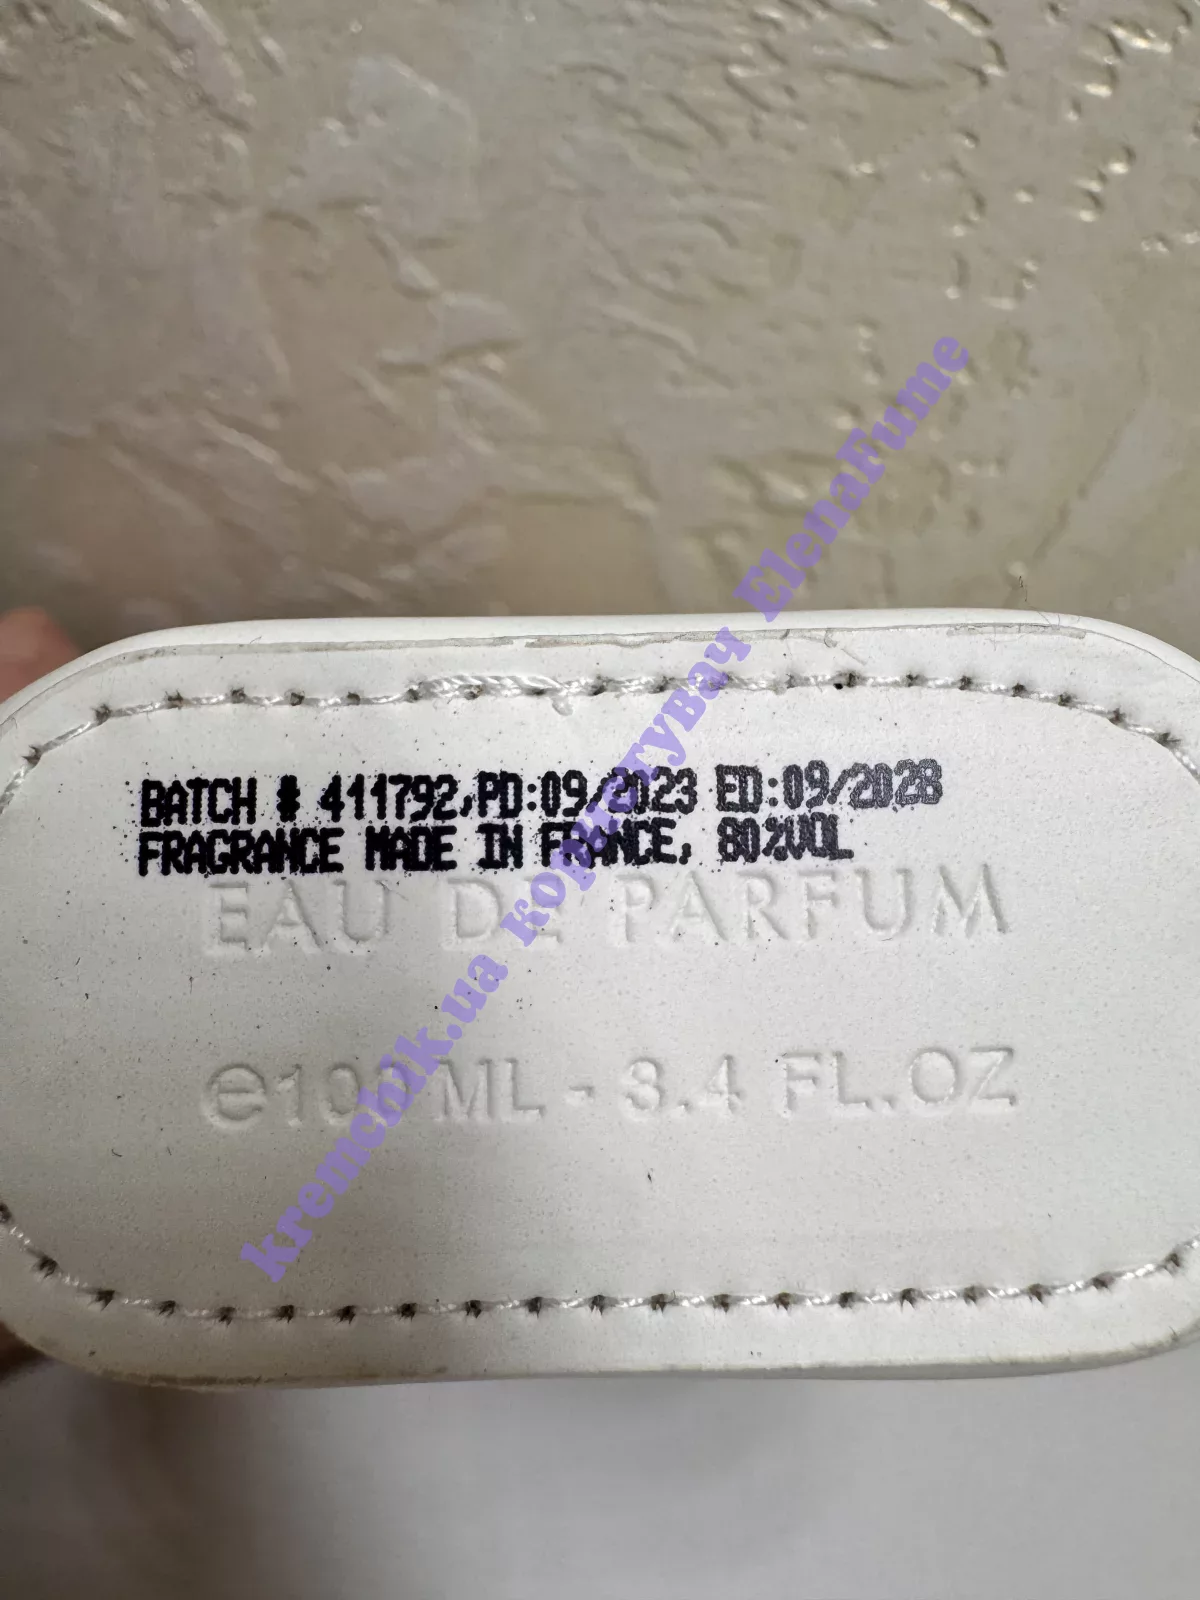 BATCH # 411792,PD:09/2023 ED:09/2028
FRAGRANCE MADE IN FRANCE, 80%VOL
EAU DE PARFUM
℮100 ML - 3.4 FL.OZ
kremchik.ua користувач ElenaFume